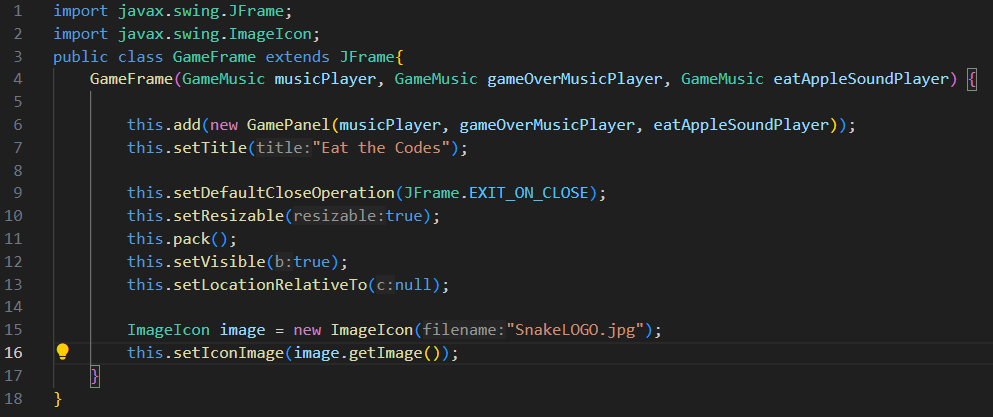 1 import javax.swing.JFrame;
2 import javax.swing.ImageIcon;
3 public class GameFrame extends JFrame{
4 GameFrame(GameMusic musicPlayer, GameMusic gameOverMusicPlayer, GameMusic eatAppleSoundPlayer) {
5
6 this.add(new GamePanel(musicPlayer, gameOverMusicPlayer, eatAppleSoundPlayer));
7 this.setTitle(title:"Eat the Codes");
8
9 this.setDefaultCloseOperation(JFrame.EXIT_ON_CLOSE);
10 this.setResizable(resizable:true);
11 this.pack();
12 this.setVisible(b:true);
13 this.setLocationRelativeTo(c:null);
14
15 ImageIcon image = new ImageIcon(filename:"SnakeLOGO.jpg");
16 this.setIconImage(image.getImage());
17 }
18 }